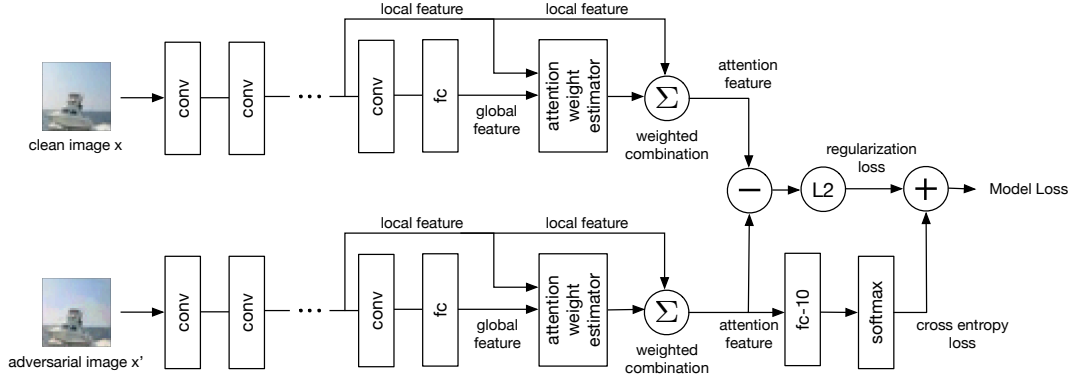 local feature
local feature
clean image x
conv
conv
...
conv
fc
global
feature
attention
weight
estimator
Σ
weighted
combination
attention
feature
−
L2
regularization
loss
+
Model Loss
local feature
local feature
adversarial image x'
conv
conv
...
conv
fc
global
feature
attention
weight
estimator
Σ
weighted
combination
attention
feature
fc-10
softmax
cross entropy
loss